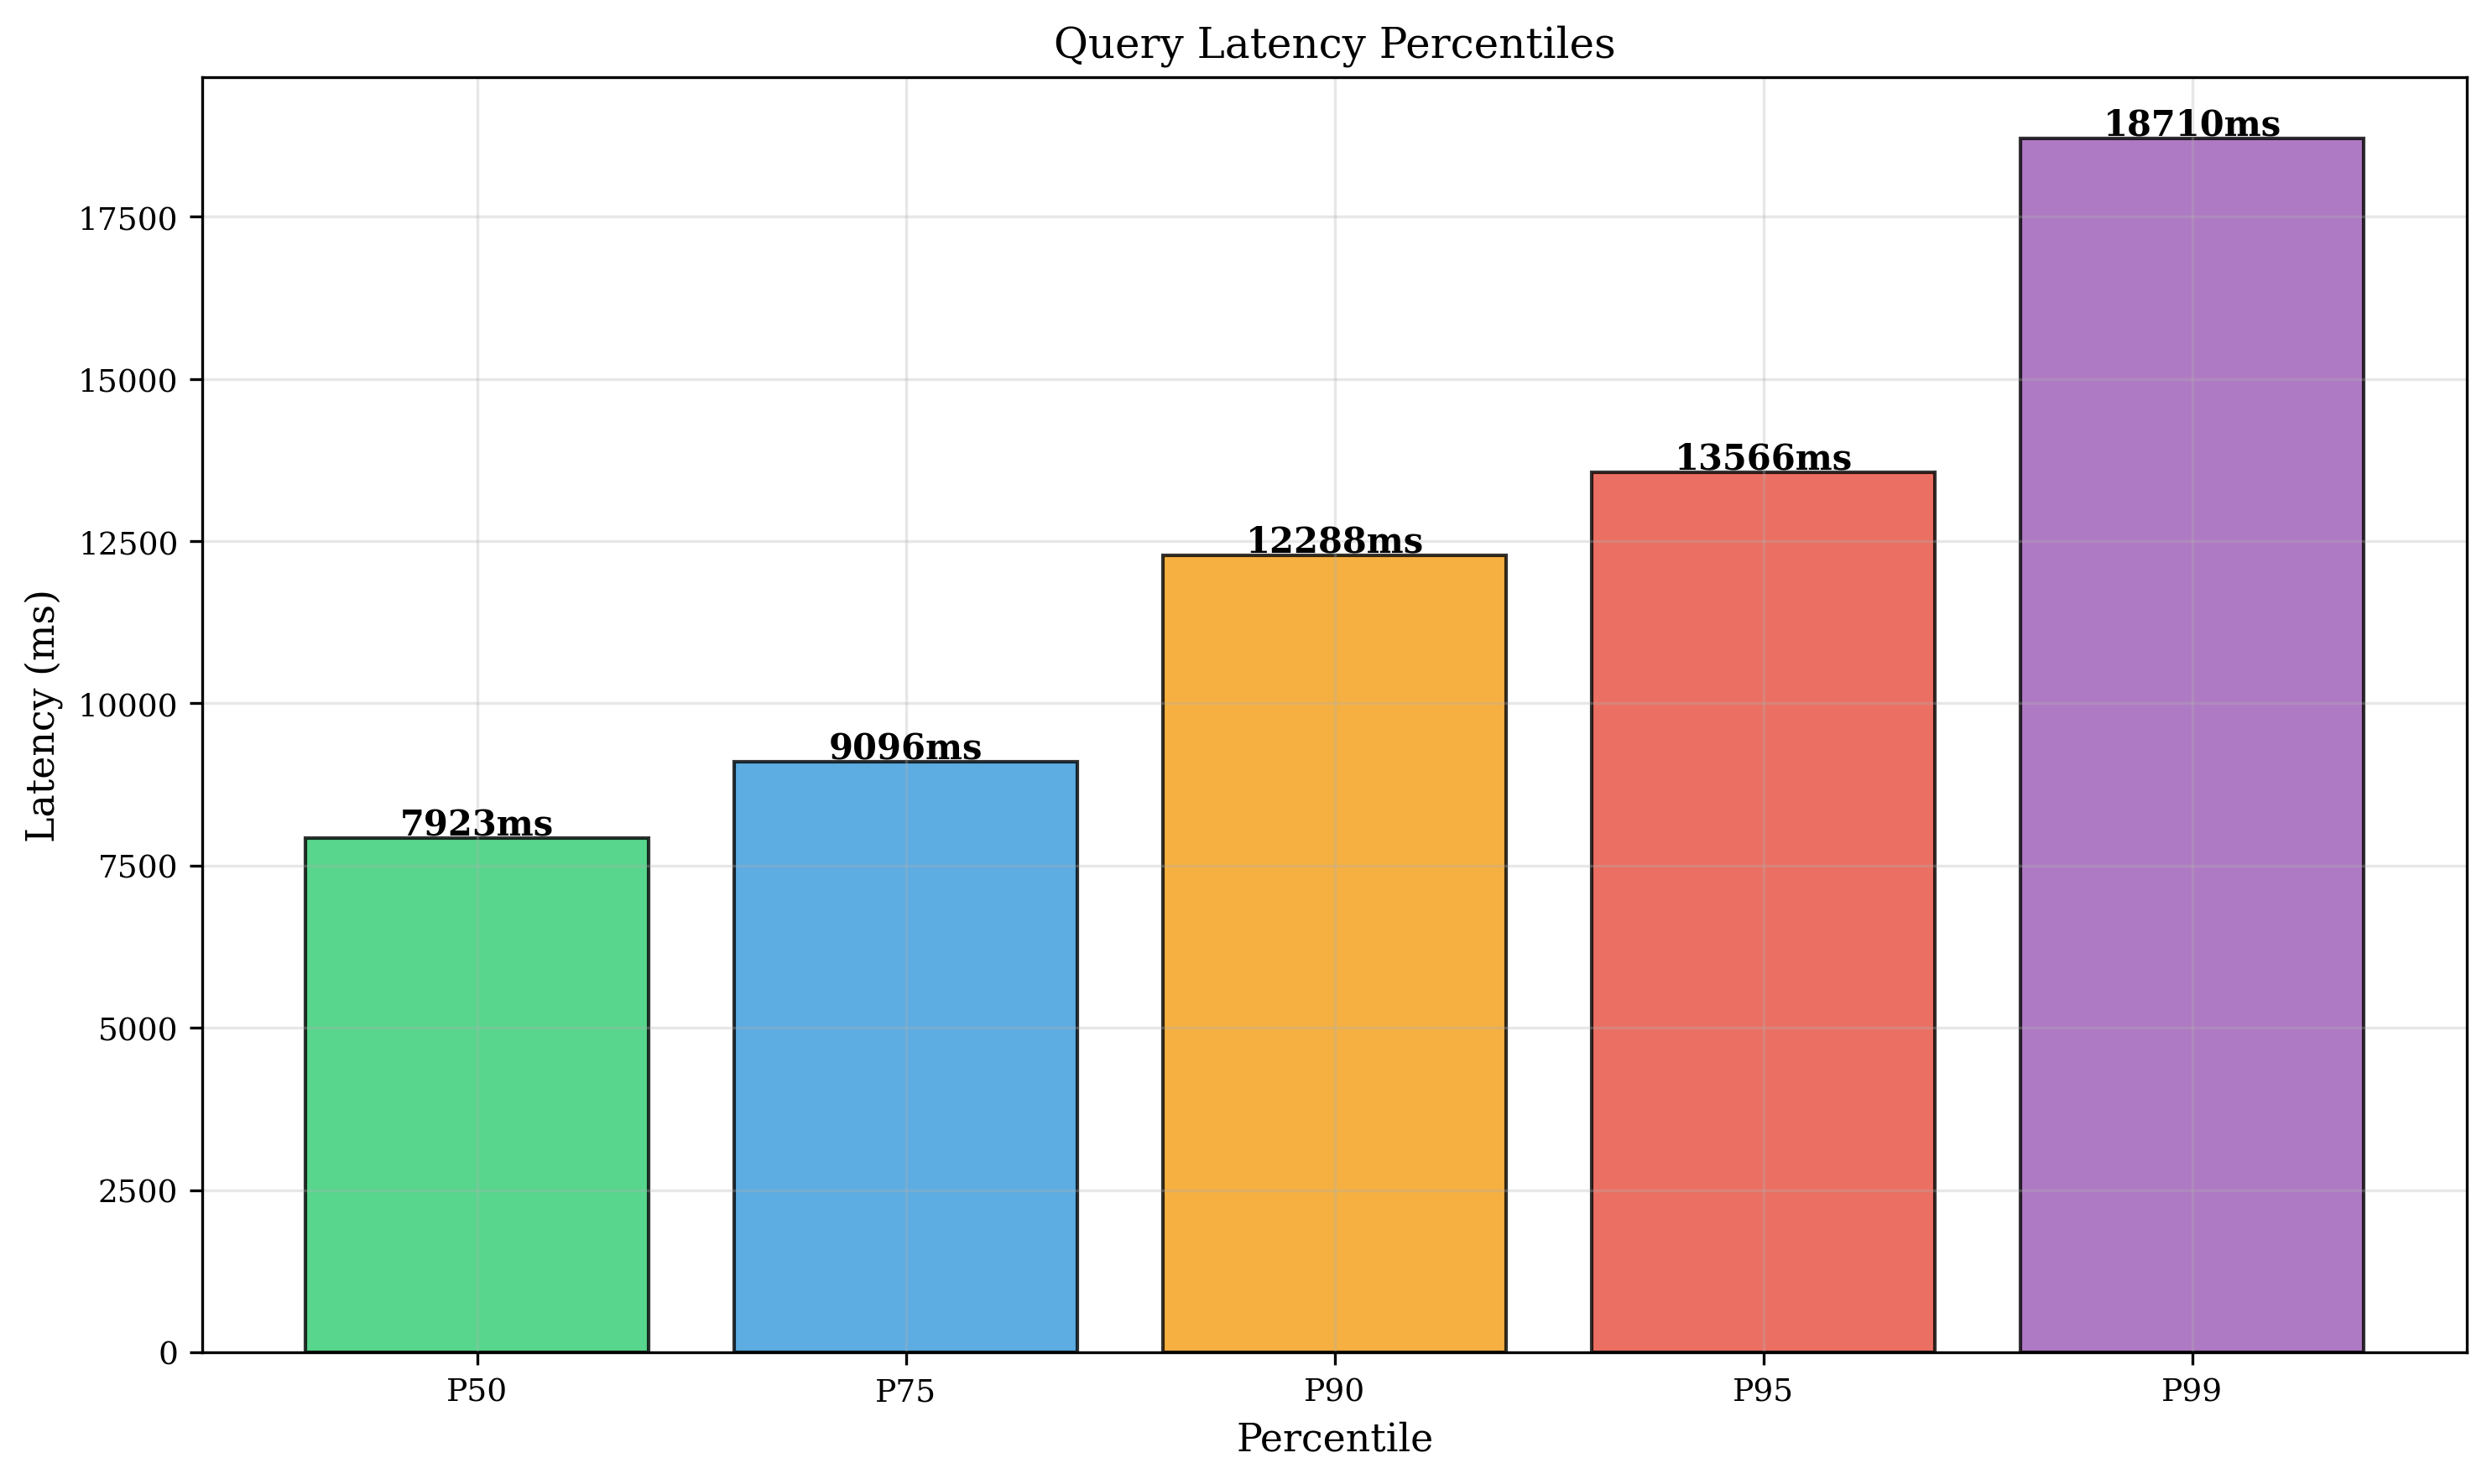 Query Latency Percentiles
18710ms
17500
15000
13566ms
12500
12288ms
10000
9096ms
7923ms
7500
5000
2500
0
Latency (ms)
P50 P75 P90 P95 P99
Percentile